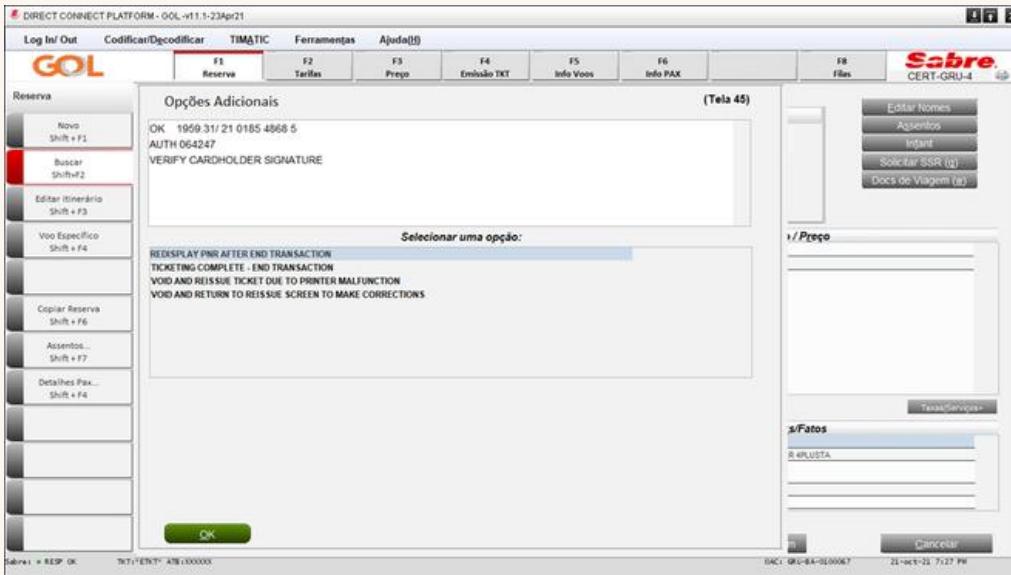 DIRECT CONNECT PLATFORM - GOL -v11.1-23Apr21
Log In/ Out Codificar/Decodificar TIMATIC Ferramentas Ajuda(H)
GOL
F1 Reserva
F2 Tarifas
F3 Preço
F4 Emissão TKT
F5 Info Voos
F6 Info PAX
F8 Filas
Sabre.
CERT-GRU-4
Reserva
Novo
Shift + F1
Buscar
Shift+F2
Editar Itinerário
Shift + F3
Voo Específico
Shift + F4
Copiar Reserva
Shift + F6
Assentos...
Shift + F7
Detalhes Pax...
Shift + F4
Opções Adicionais
(Tela 45)
OK 1959.31/ 21 0185 4868 5
AUTH 064247
VERIFY CARDHOLDER SIGNATURE
Selecionar uma opção:
REDISPLAY PNR AFTER END TRANSACTION
TICKETING COMPLETE - END TRANSACTION
VOID AND REISSUE TICKET DUE TO PRINTER MALFUNCTION
VOID AND RETURN TO REISSUE SCREEN TO MAKE CORRECTIONS
OK
Editar Nomes
Assentos
Infant
Solicitar SSR (q)
Docs de Viagem (w)
/ Preço
Taxas/Serviços»
s/Fatos
R 4PLUSTA
Cancelar
Sabre: RESP OK TKT:*ETKT* ATB:XXXXXX
21-oct-21 7:27 PM